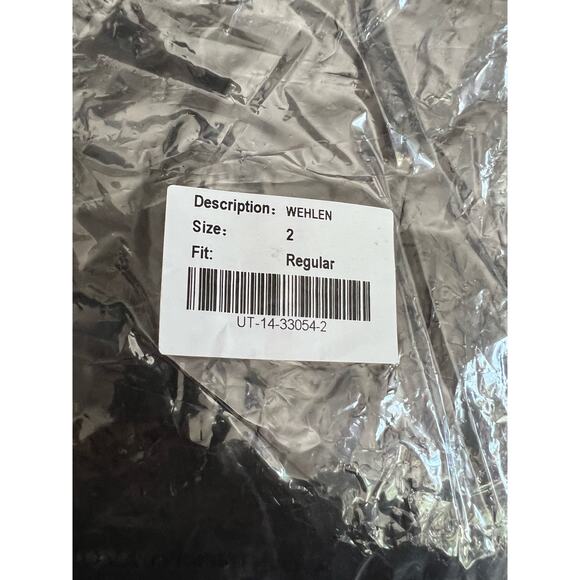 Description： WEHLEN
Size： 2
Fit: Regular
UT-14-33054-2